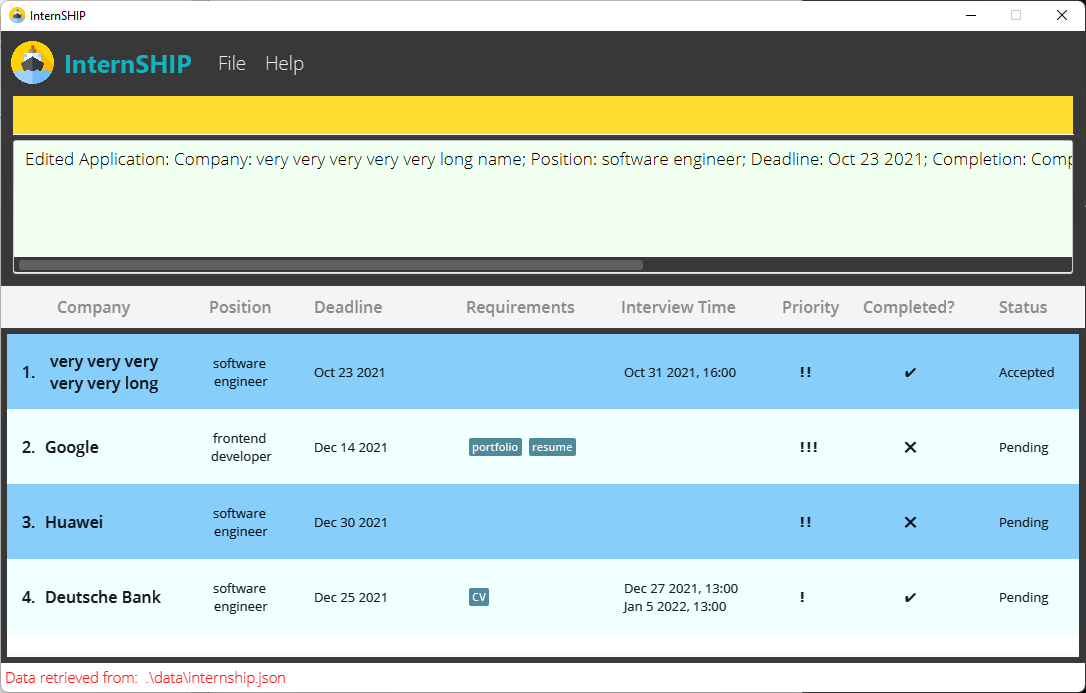 InternSHIP
InternSHIP File Help
Edited Application: Company: very very very very very long name; Position: software engineer; Deadline: Oct 23 2021; Completion: Comp
Company Position Deadline Requirements Interview Time Priority Completed? Status
1. very very very very very long software engineer Oct 23 2021 Oct 31 2021, 16:00 !! ✔ Accepted
2. Google frontend developer Dec 14 2021 portfolio resume !!! ✕ Pending
3. Huawei software engineer Dec 30 2021 !! ✕ Pending
4. Deutsche Bank software engineer Dec 25 2021 CV Dec 27 2021, 13:00 Jan 5 2022, 13:00 ! ✔ Pending
Data retrieved from: .\data\internship.json